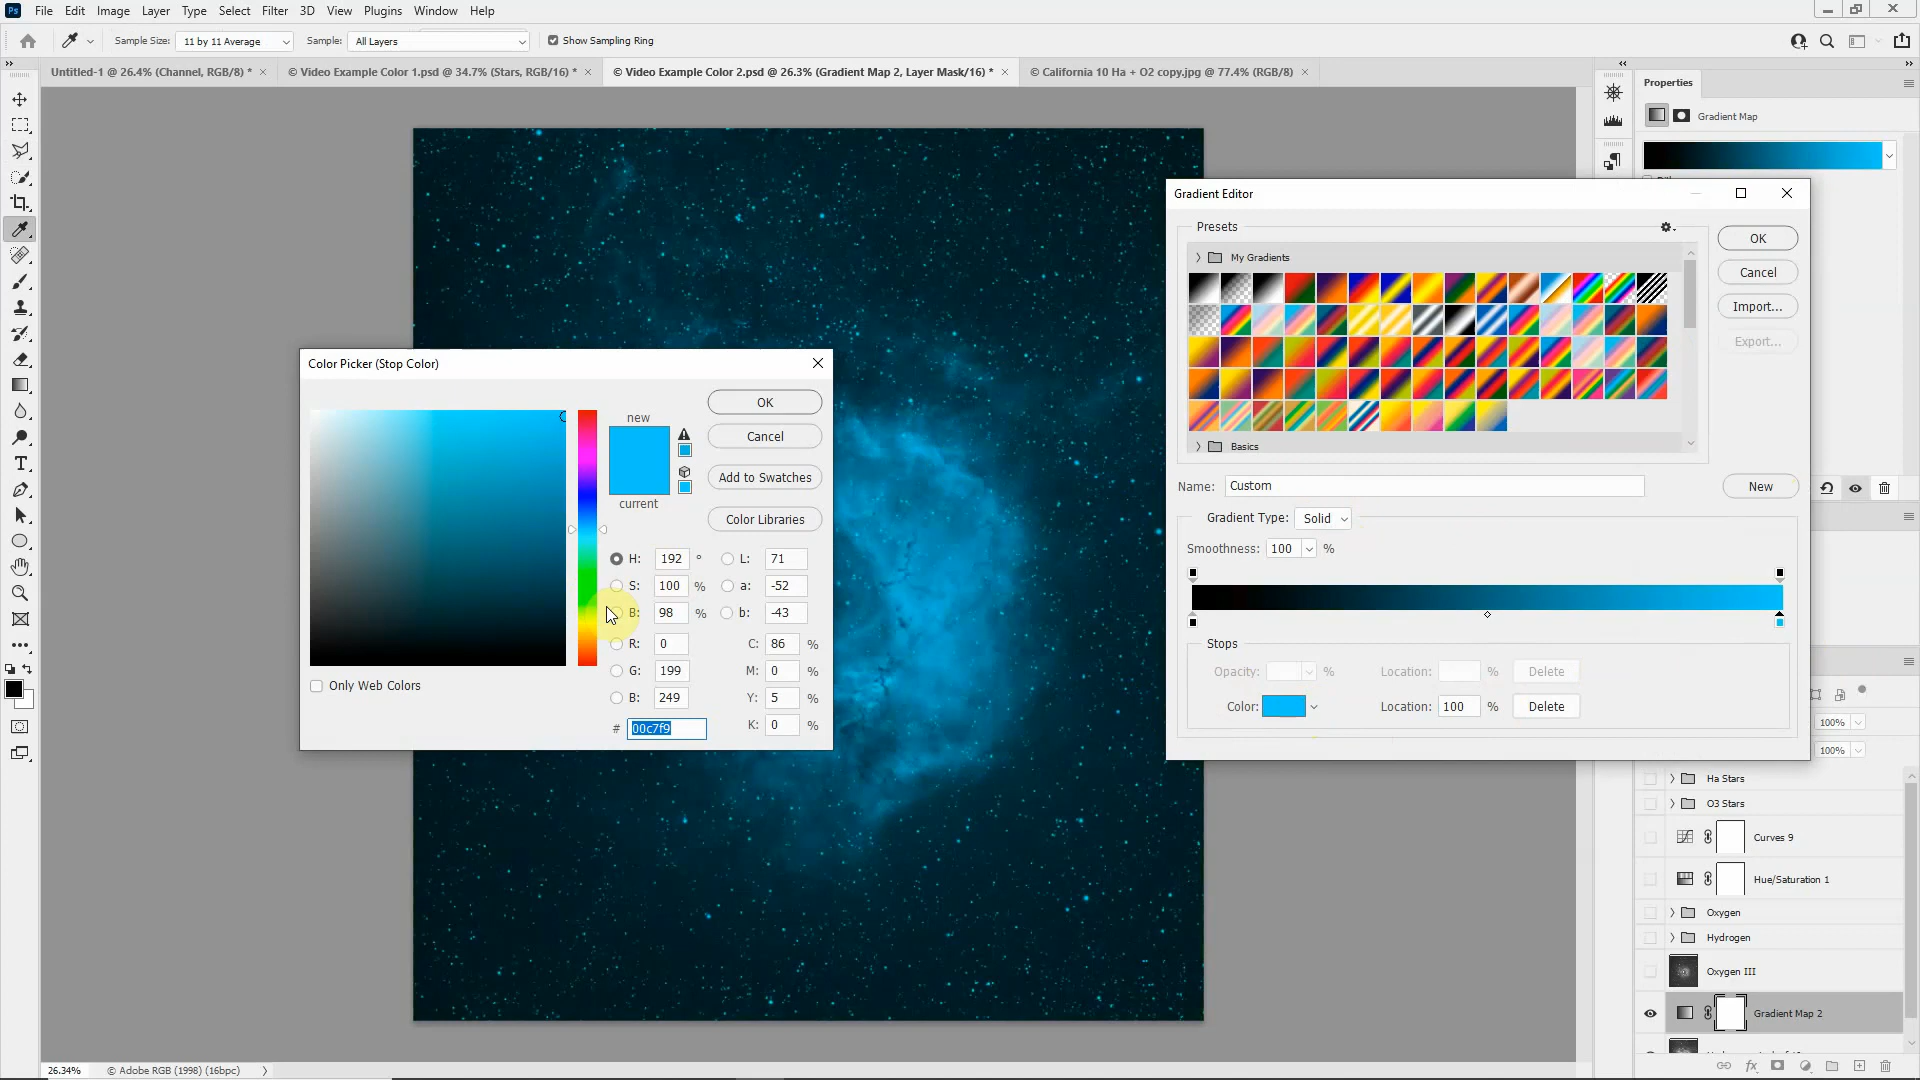 Ps File Edit Image Layer Type Select Filter 3D View Plugins Window Help
Sample Size: 11 by 11 Average Sample: All Layers Show Sampling Ring
Untitled-1 @ 26.4% (Channel, RGB/8) * × © Video Example Color 1.psd @ 34.7% (Stars, RGB/16) * × © Video Example Color 2.psd @ 26.3% (Gradient Map 2, Layer Mask/16) * × © California 10 Ha + O2 copy.jpg @ 77.4% (RGB/8) ×
Properties
Gradient Map
Gradient Editor
Presets
My Gradients
Basics
OK
Cancel
Import...
Export...
Name: Custom
New
Gradient Type: Solid
Smoothness: 100 %
Stops
Opacity: % Location: % Delete
Color: Location: 100 % Delete
Color Picker (Stop Color)
new
current
OK
Cancel
Add to Swatches
Color Libraries
H: 192 ° L: 71
S: 100 % a: -52
B: 98 % b: -43
R: 0 C: 86 %
G: 199 M: 0 %
B: 249 Y: 5 %
# 00c7f9 K: 0 %
Only Web Colors
100%
100%
Ha Stars
O3 Stars
Curves 9
Hue/Saturation 1
Oxygen
Hydrogen
Oxygen III
Gradient Map 2
fx
26.34% © Adobe RGB (1998) (16bpc)